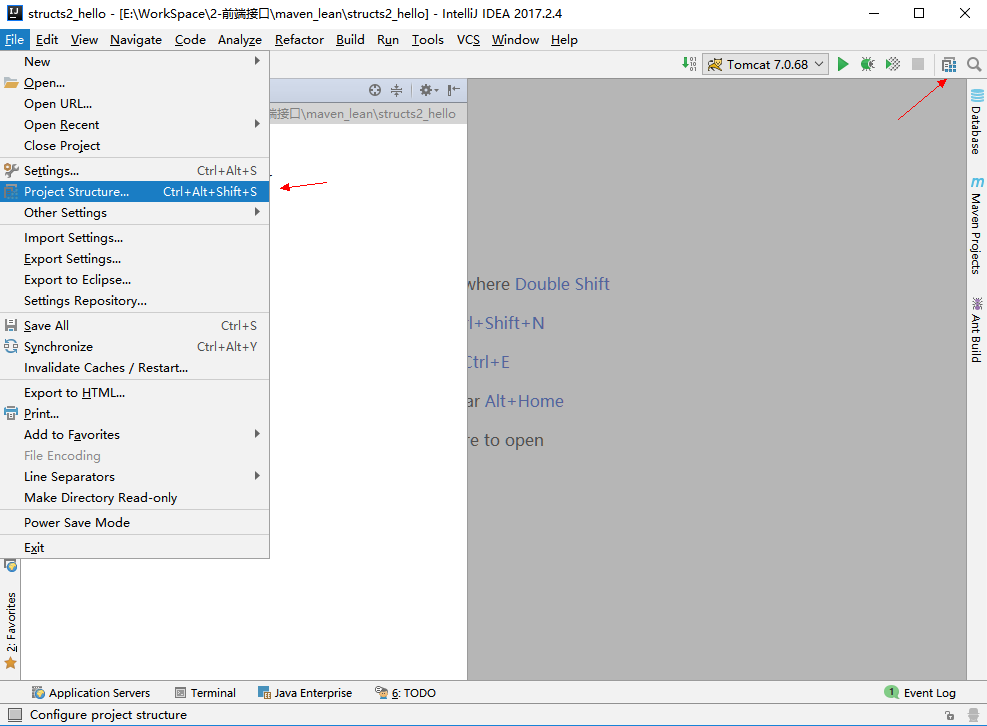 structs2_hello - [E:\WorkSpace\2-前端接口\maven_lean\structs2_hello] - IntelliJ IDEA 2017.2.4
File Edit View Navigate Code Analyze Refactor Build Run Tools VCS Window Help
Tomcat 7.0.68
New
Open...
Open URL...
Open Recent
Close Project
Settings... Ctrl+Alt+S
Project Structure... Ctrl+Alt+Shift+S
Other Settings
Import Settings...
Export Settings...
Export to Eclipse...
Settings Repository...
Save All Ctrl+S
Synchronize Ctrl+Alt+Y
Invalidate Caches / Restart...
Export to HTML...
Print...
Add to Favorites
File Encoding
Line Separators
Make Directory Read-only
Power Save Mode
Exit
端接口\maven_lean\structs2_hello
where Double Shift
l+Shift+N
Ctrl+E
ar Alt+Home
re to open
Database
Maven Projects
Ant Build
2: Favorites
Application Servers Terminal Java Enterprise 6: TODO 1 Event Log
Configure project structure